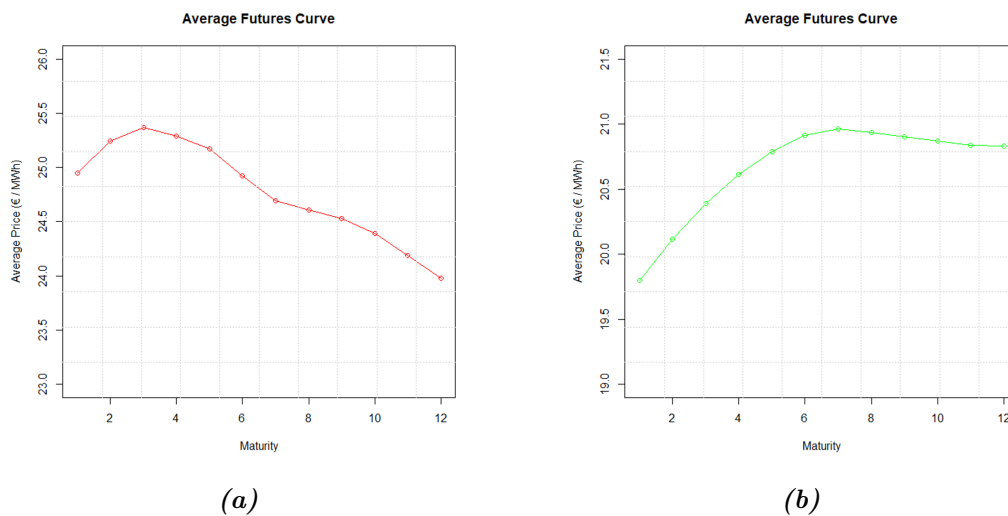 Average Futures Curve
Average Price (€ / MWh)
26.0
25.5
25.0
24.5
24.0
23.5
23.0
2 4 6 8 10 12
Maturity
(a)
Average Futures Curve
Average Price (€ / MWh)
21.5
21.0
20.5
20.0
19.5
19.0
2 4 6 8 10 12
Maturity
(b)